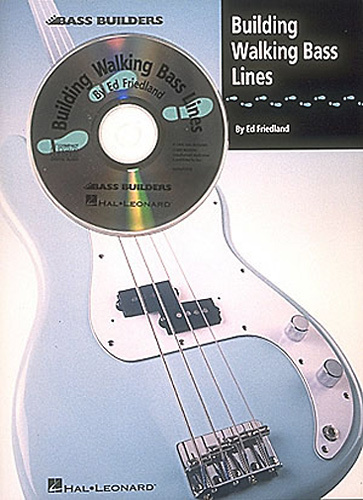 BASS BUILDERS
Building
Walking Bass
Lines
By Ed Friedland
Building Walking Bass Lines
By Ed Friedland
BASS BUILDERS
HAL•LEONARD
HAL•LEONARD